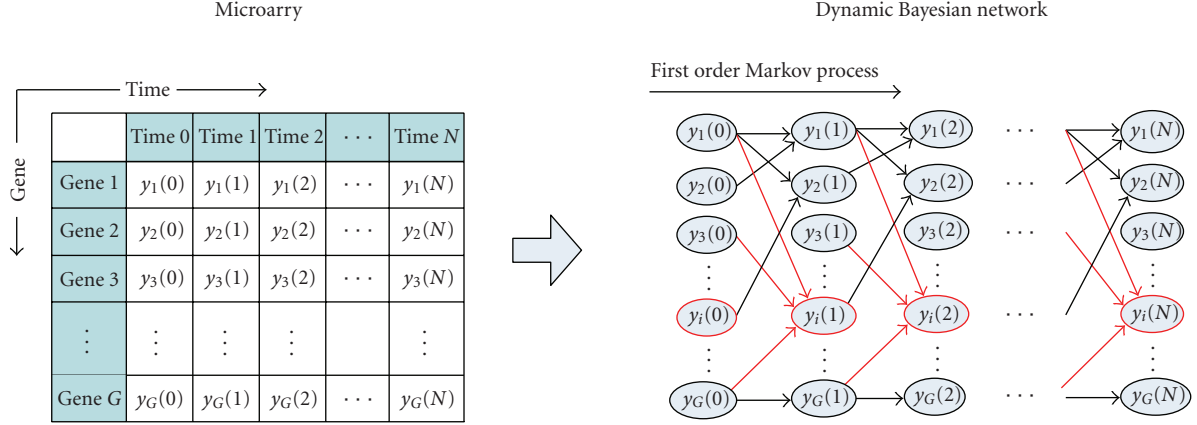 Microarry
Dynamic Bayesian network
Time
Gene
Time 0 Time 1 Time 2 · · · Time N
Gene 1 y1(0) y1(1) y1(2) · · · y1(N)
Gene 2 y2(0) y2(1) y2(2) · · · y2(N)
Gene 3 y3(0) y3(1) y3(2) · · · y3(N)
⋮ ⋮ ⋮ ⋮ ⋮
Gene G yG(0) yG(1) yG(2) · · · yG(N)
First order Markov process
y1(0) y1(1) y1(2) · · · y1(N)
y2(0) y2(1) y2(2) · · · y2(N)
y3(0) y3(1) y3(2) · · · y3(N)
⋮ ⋮ ⋮ ⋮
yi(0) yi(1) yi(2) · · · yi(N)
⋮ ⋮ ⋮ ⋮
yG(0) yG(1) yG(2) · · · yG(N)